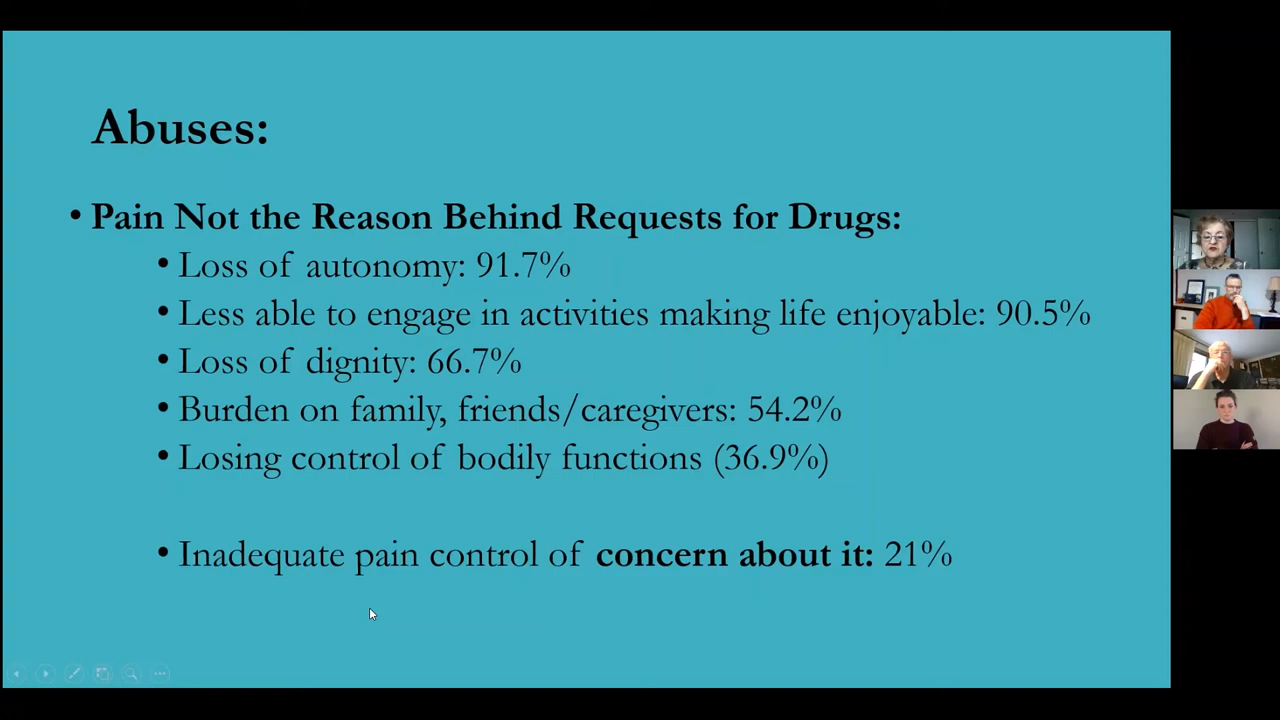 Abuses:
• Pain Not the Reason Behind Requests for Drugs:
• Loss of autonomy: 91.7%
• Less able to engage in activities making life enjoyable: 90.5%
• Loss of dignity: 66.7%
• Burden on family, friends/caregivers: 54.2%
• Losing control of bodily functions (36.9%)
• Inadequate pain control of concern about it: 21%